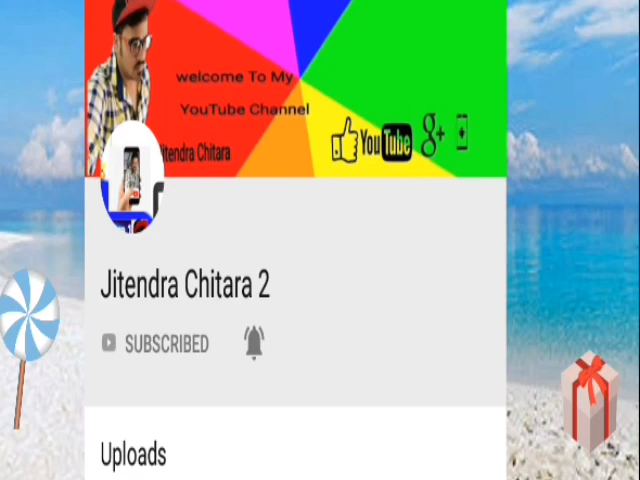 welcome To My
YouTube Channel
Jitendra Chitara
YouTube g+
Jitendra Chitara 2
SUBSCRIBED
Uploads